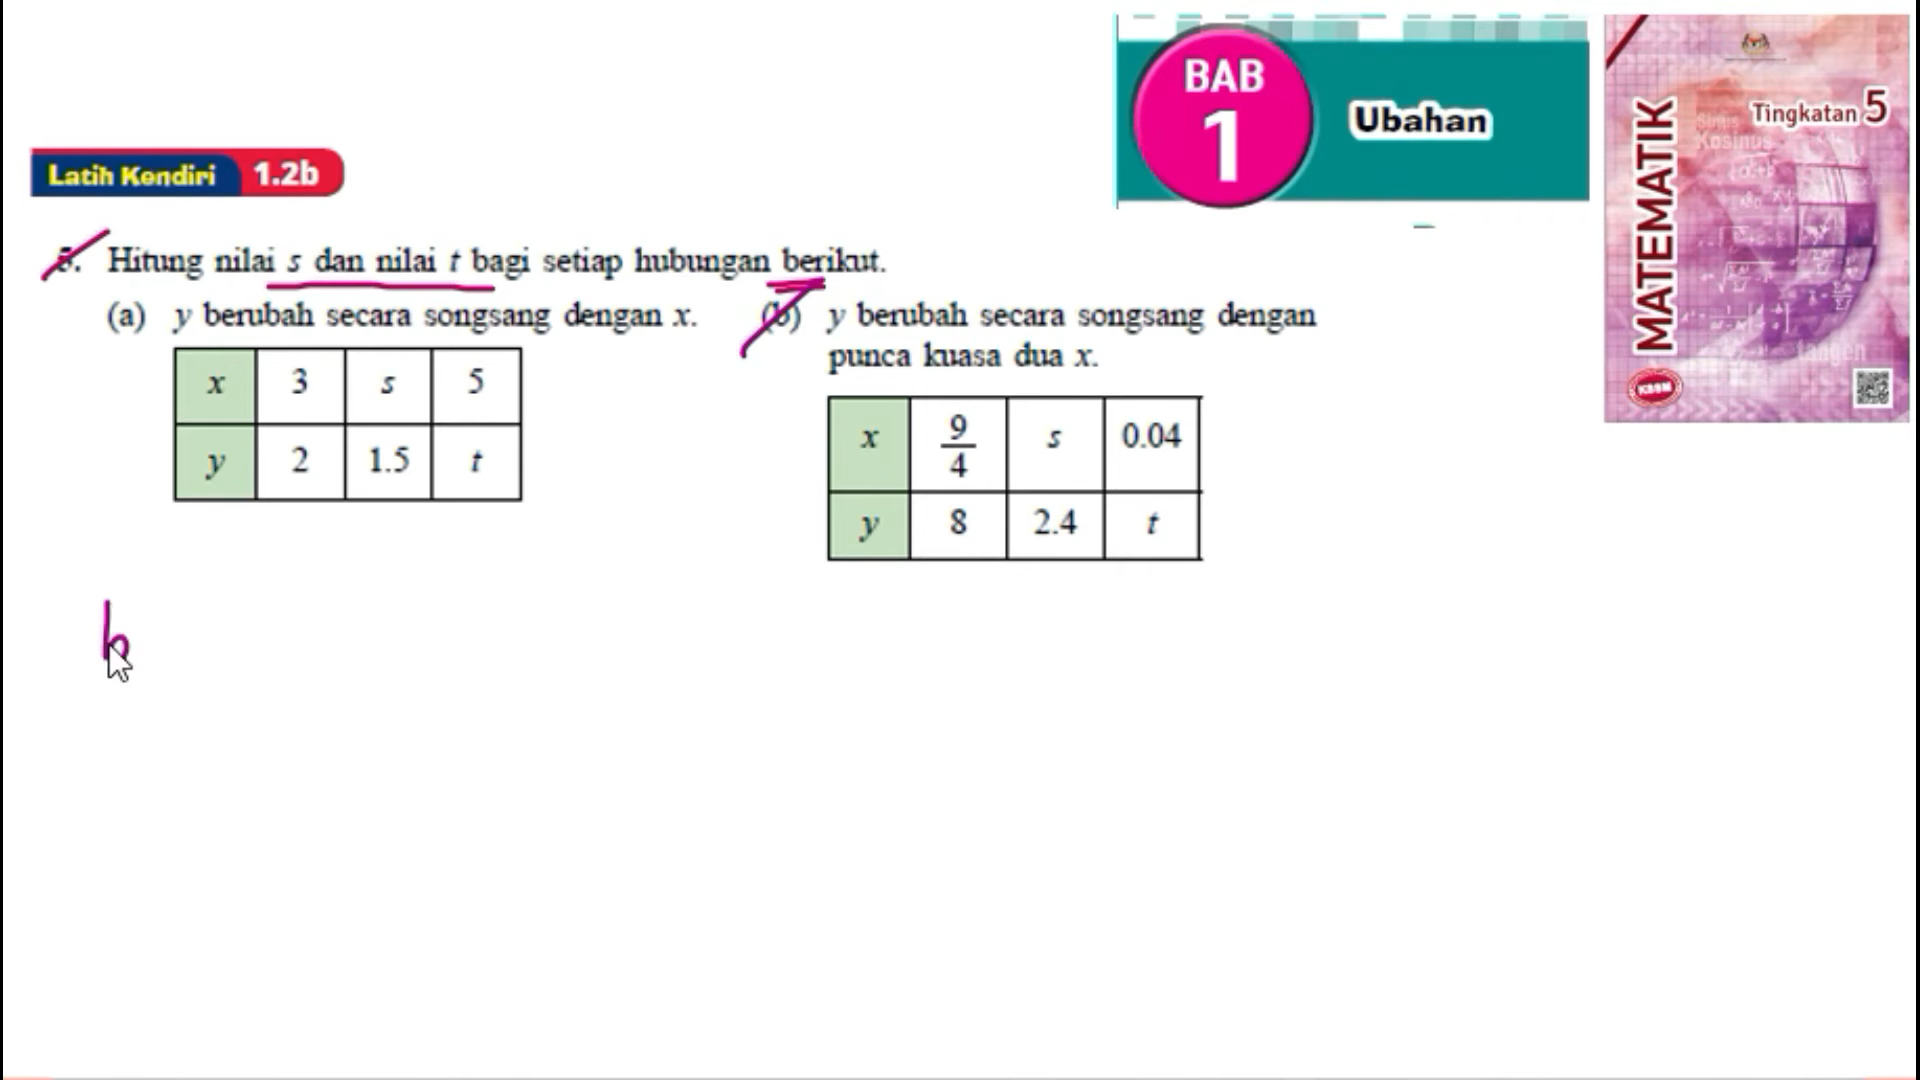 BAB
1
Ubahan
MATEMATIK
Tingkatan 5
KBSM
Latih Kendiri 1.2b
5. Hitung nilai s dan nilai t bagi setiap hubungan berikut.
(a) y berubah secara songsang dengan x.
x 3 s 5
y 2 1.5 t
(b) y berubah secara songsang dengan
punca kuasa dua x.
x 9/4 s 0.04
y 8 2.4 t
b